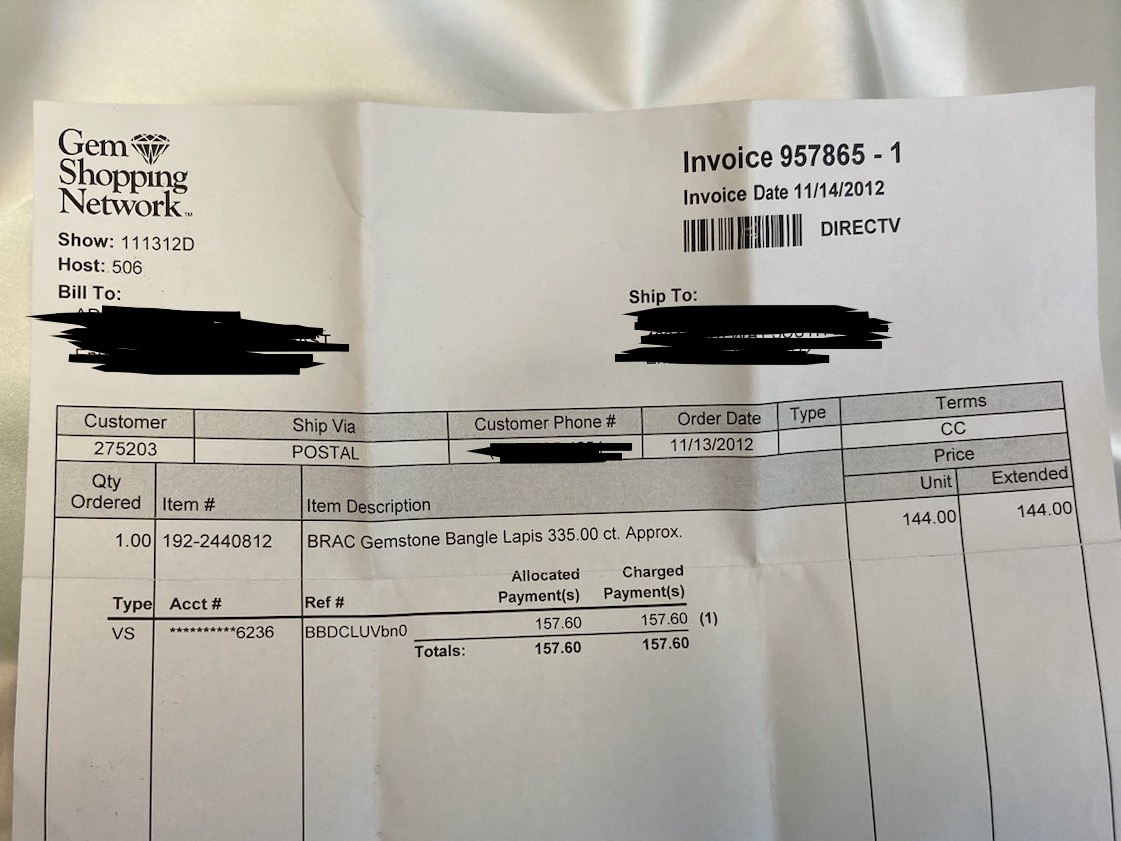 Gem
Shopping
Network™
Invoice 957865 - 1
Invoice Date 11/14/2012
DIRECTV
Show: 111312D
Host: 506
Bill To:
Ship To:
Customer Ship Via Customer Phone # Order Date Type Terms
275203 POSTAL 11/13/2012 CC
Price
Qty Ordered Item # Item Description Unit Extended
1.00 192-2440812 BRAC Gemstone Bangle Lapis 335.00 ct. Approx. 144.00 144.00
Type Acct # Ref # Allocated Payment(s) Charged Payment(s)
VS **********6236 BBDCLUVbn0 157.60 157.60 (1)
Totals: 157.60 157.60